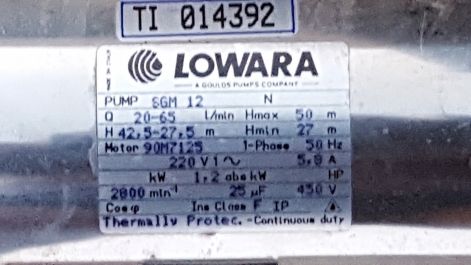 TI 014392
LOWARA
A GOULDS PUMPS COMPANY
PUMP SGM 12 N
Q 20-65 l/min Hmax 50 m
H 42,5-27,5 m Hmin 27 m
Motor 90M7125 1-Phase 50 Hz
220 V 1~ 5,8 A
kW 1,2 abs kW HP
2800 min⁻¹ 25 µF 450 V
Cosφ Ins Class F IP
Thermally Protec. -Continuous duty